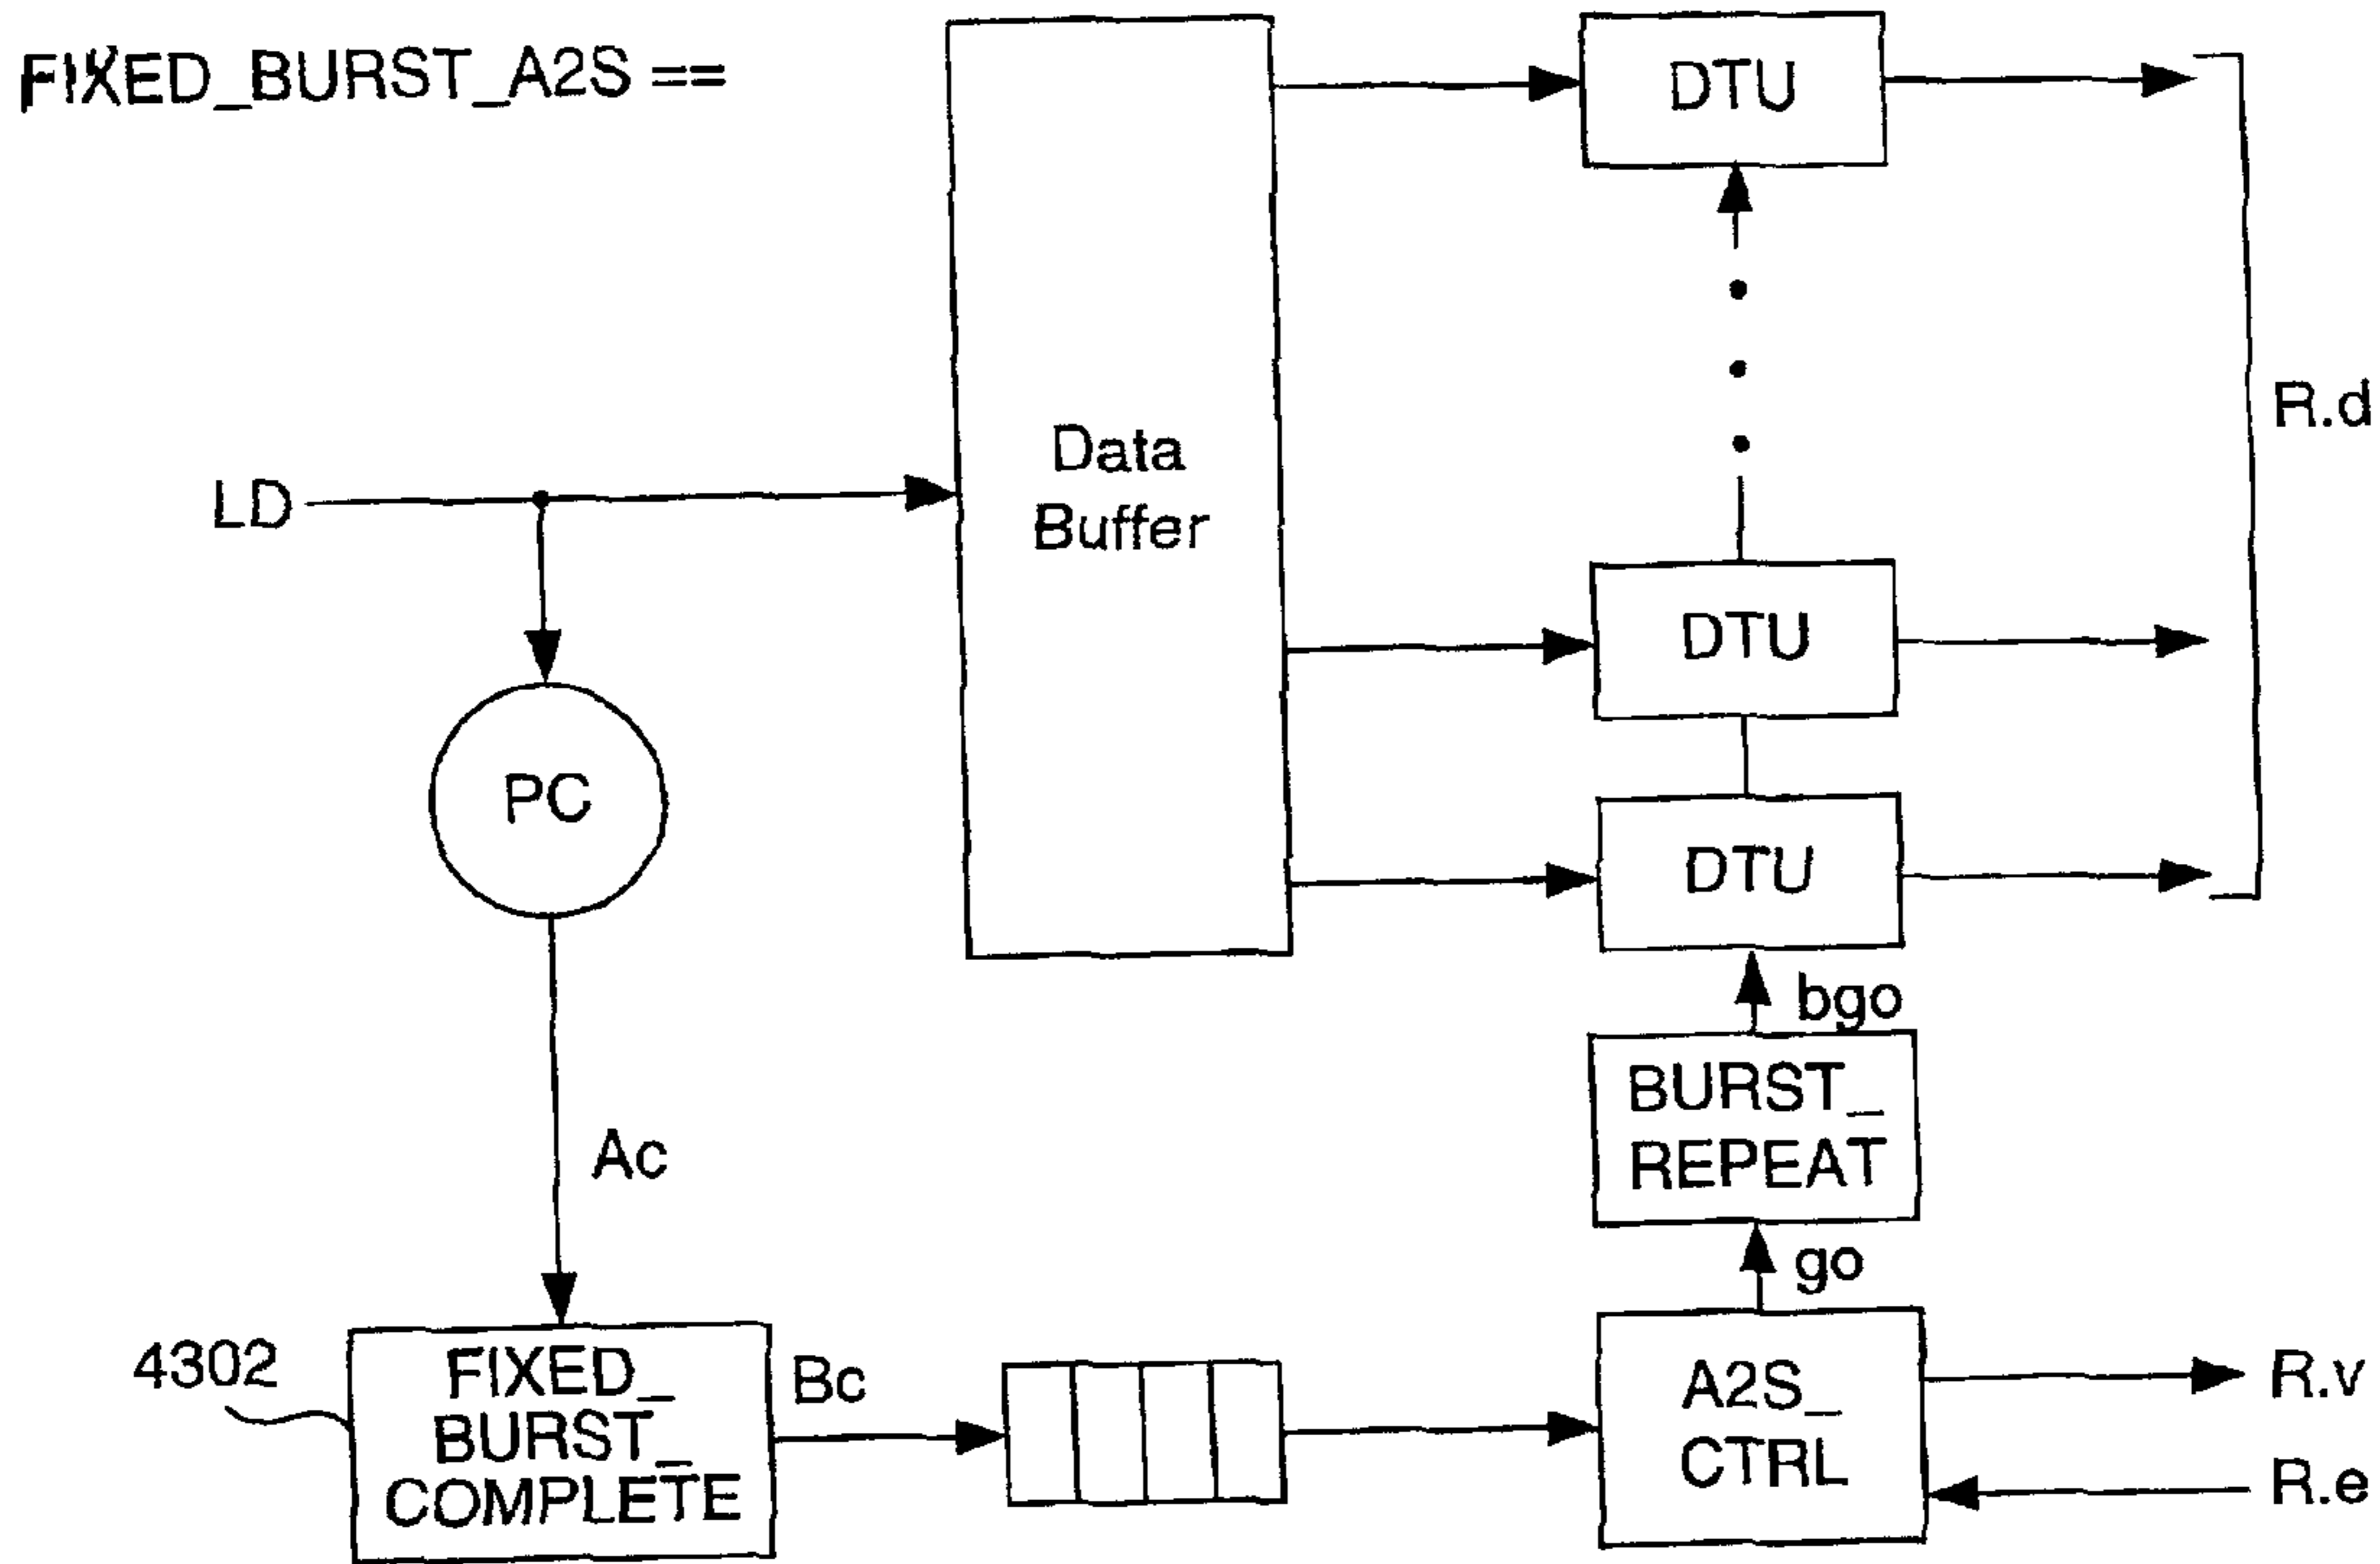 FIXED_BURST_A2S ==
DTU
R.d
Data
Buffer
LD
DTU
PC
DTU
bgo
BURST_
REPEAT
Ac
go
4302
FIXED_
BURST_
COMPLETE
Bc
A2S_
CTRL
R.v
R.e